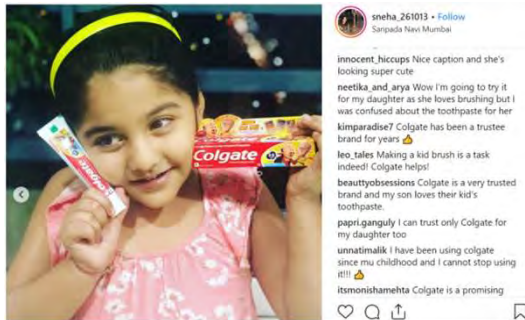 Colgate
Colgate
sneha_261013 • Follow
Sanpada Navi Mumbai
innocent_hiccups Nice caption and she's
looking super cute
neetika_and_arya Wow I'm going to try it
for my daughter as she loves brushing but I
was confused about the toothpaste for her
kimparadise7 Colgate has been a trustee
brand for years 👍
leo_tales Making a kid brush is a task
indeed! Colgate helps!
beauttyobsessions Colgate is a very trusted
brand and my son loves their kid's
toothpaste.
papri.ganguly I can trust only Colgate for
my daughter too
unnatimalik I have been using colgate
since mu childhood and I cannot stop using
it!!! 👍
itsmonishamehta Colgate is a promising